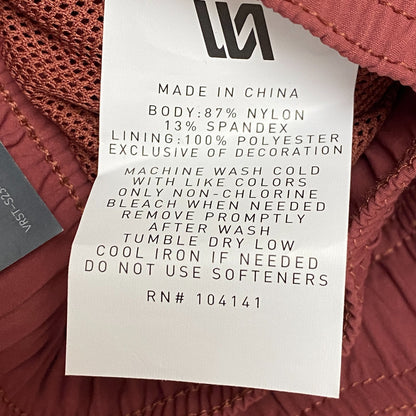 MADE IN CHINA
BODY:87% NYLON
13% SPANDEX
LINING:100% POLYESTER
EXCLUSIVE OF DECORATION
MACHINE WASH COLD
WITH LIKE COLORS
ONLY NON-CHLORINE
BLEACH WHEN NEEDED
REMOVE PROMPTLY
AFTER WASH
TUMBLE DRY LOW
COOL IRON IF NEEDED
DO NOT USE SOFTENERS
RN# 104141